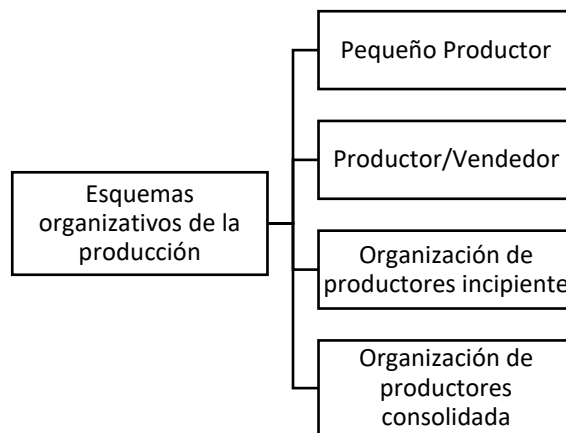 Esquemas
organizativos de la
producción
Pequeño Productor
Productor/Vendedor
Organización de
productores incipiente
Organización de
productores
consolidada